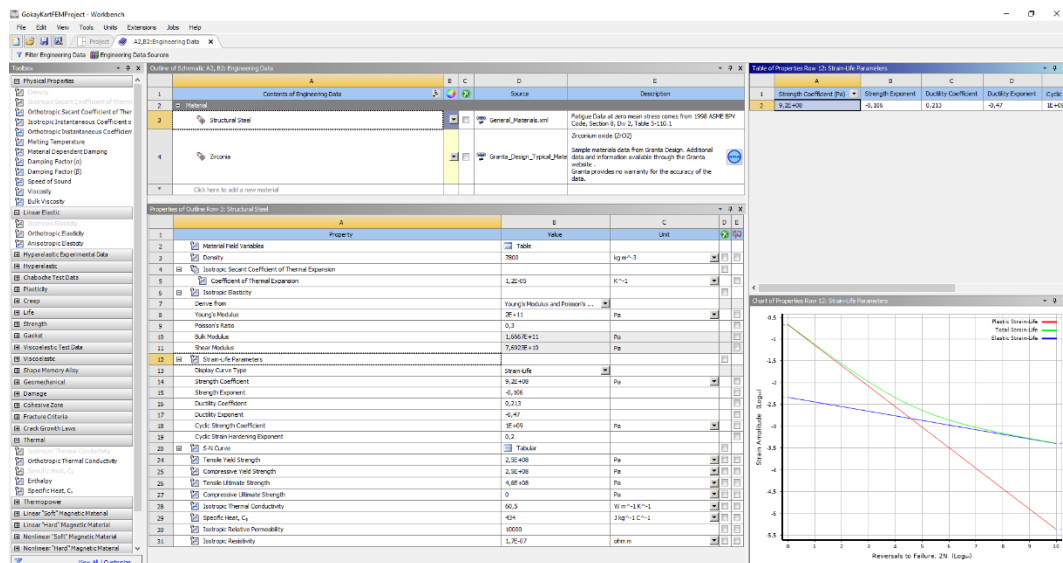 GokayKartFEMProject - Workbench
File Edit View Tools Units Extensions Jobs Help
Project A2,B2:Engineering Data
Filter Engineering Data Engineering Data Sources
Toolbox
Physical Properties
Density
Isotropic Secant Coefficient of Therm
Orthotropic Secant Coefficient of Ther
Isotropic Instantaneous Coefficient o
Orthotropic Instantaneous Coefficien
Melting Temperature
Material Dependent Damping
Damping Factor (α)
Damping Factor (β)
Speed of Sound
Viscosity
Bulk Viscosity
Linear Elastic
Isotropic Elasticity
Orthotropic Elasticity
Anisotropic Elasticity
Hyperelastic Experimental Data
Hyperelastic
Chaboche Test Data
Plasticity
Creep
Life
Strength
Gasket
Viscoelastic Test Data
Viscoelastic
Shape Memory Alloy
Geomechanical
Damage
Cohesive Zone
Fracture Criteria
Crack Growth Laws
Thermal
Isotropic Thermal Conductivity
Orthotropic Thermal Conductivity
Specific Heat, Cᵥ
Enthalpy
Specific Heat, Cᵥ
Thermopower
Linear "Soft" Magnetic Material
Linear "Hard" Magnetic Material
Nonlinear "Soft" Magnetic Material
Nonlinear "Hard" Magnetic Material
View All / Customize
Outline of Schematic A2, B2: Engineering Data
A B C D E
1 Contents of Engineering Data Source Description
2 Material
3 Structural Steel General_Materials.xml Fatigue Data at zero mean stress comes from 1998 ASME BPV
Code, Section 8, Div 2, Table 5-110.1
4 Zirconia Granta_Design_Typical_Mate Zirconium oxide (ZrO2)
Sample materials data from Granta Design. Additional
data and information available through the Granta
website .
Granta provides no warranty for the accuracy of the
data.
* Click here to add a new material
Properties of Outline Row 3: Structural Steel
A B C D E
1 Property Value Unit
2 Material Field Variables Table
3 Density 7800 kg m^-3
4 Isotropic Secant Coefficient of Thermal Expansion
5 Coefficient of Thermal Expansion 1,2E-05 K^-1
6 Isotropic Elasticity
7 Derive from Young's Modulus and Poisson's ...
8 Young's Modulus 2E+11 Pa
9 Poisson's Ratio 0,3
10 Bulk Modulus 1,6667E+11 Pa
11 Shear Modulus 7,6923E+10 Pa
12 Strain-Life Parameters
13 Display Curve Type Strain-Life
14 Strength Coefficient 9,2E+08 Pa
15 Strength Exponent -0,106
16 Ductility Coefficient 0,213
17 Ductility Exponent -0,47
18 Cyclic Strength Coefficient 1E+09 Pa
19 Cyclic Strain Hardening Exponent 0,2
20 S-N Curve Tabular
24 Tensile Yield Strength 2,5E+08 Pa
25 Compressive Yield Strength 2,5E+08 Pa
26 Tensile Ultimate Strength 4,6E+08 Pa
27 Compressive Ultimate Strength 0 Pa
28 Isotropic Thermal Conductivity 60,5 W m^-1 K^-1
29 Specific Heat, Cᵥ 434 J kg^-1 C^-1
30 Isotropic Relative Permeability 10000
31 Isotropic Resistivity 1,7E-07 ohm m
Table of Properties Row 12: Strain-Life Parameters
A B C D
1 Strength Coefficient (Pa) Strength Exponent Ductility Coefficient Ductility Exponent Cyclic
2 9,2E+08 -0,106 0,213 -0,47 1E+09
Chart of Properties Row 12: Strain-Life Parameters
Plastic Strain-Life
Total Strain-Life
Elastic Strain-Life
Strain Amplitude (Log₁₀)
-0,5
-1
-1,5
-2
-2,5
-3
-3,5
-4
-4,5
-5
-5,5
0 1 2 3 4 5 6 7 8 9 10
Reversals to Failure, 2N (Log₁₀)